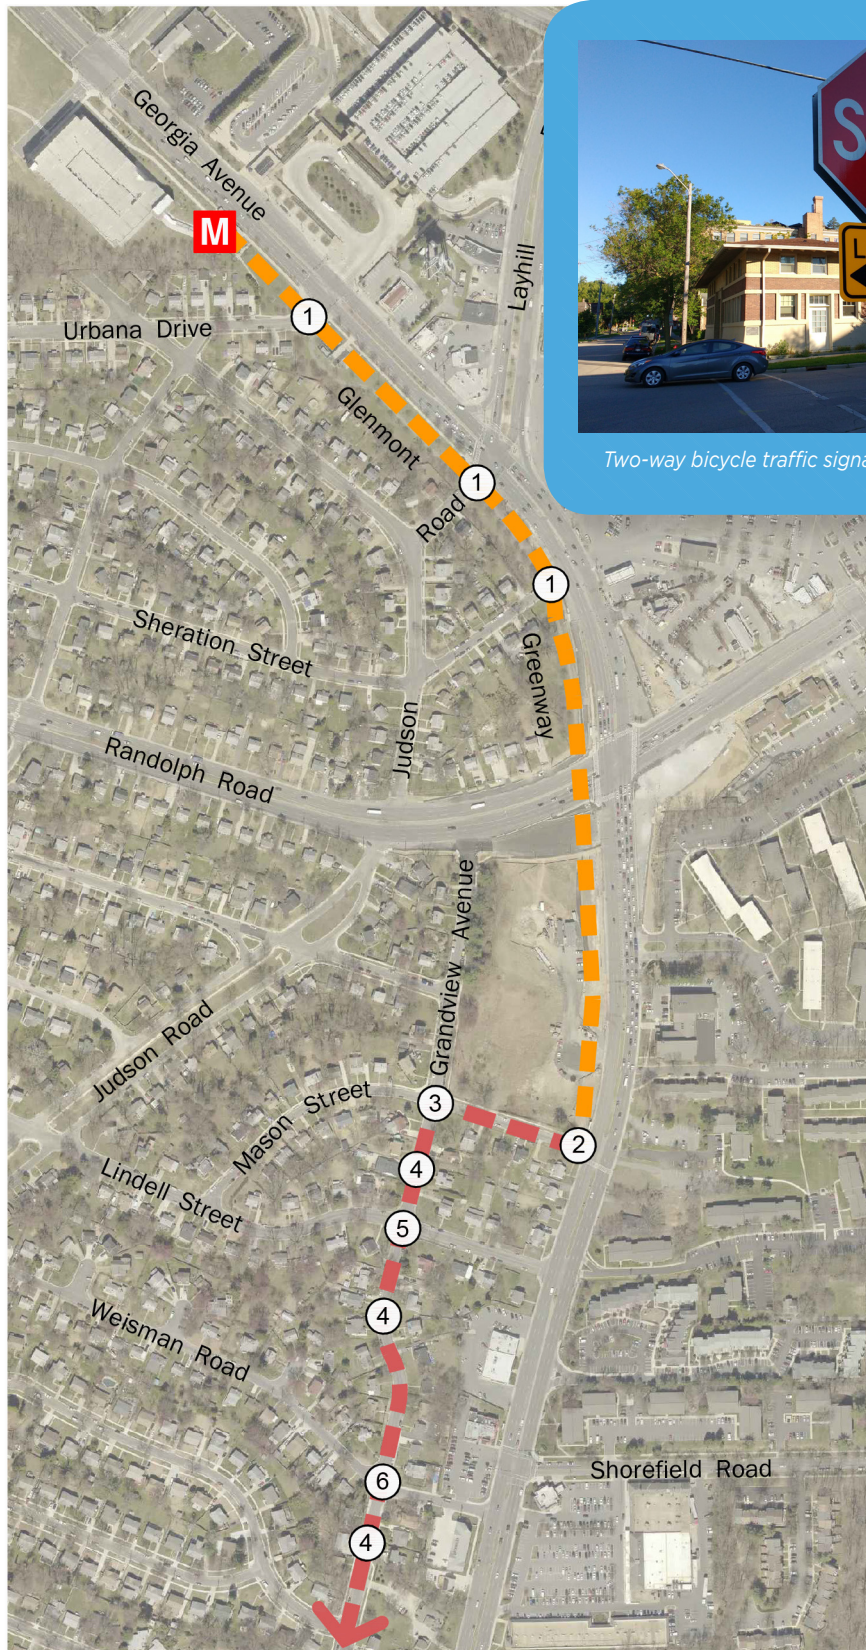 Georgia Avenue
M
Layhill
1
Urbana Drive
Glenmont
1
Road
1
Sheration Street
Greenway
Judson
Randolph Road
Grandview Avenue
Judson Road
Mason Street
3
2
4
Lindell Street
5
4
Weisman Road
6
Shorefield Road
4
S
L
Two-way bicycle traffic signa